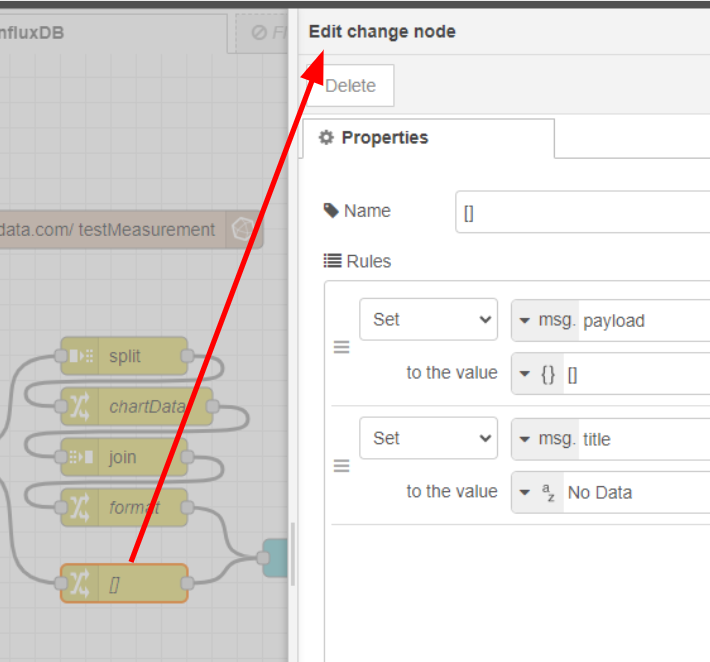 nfluxDB
Fl
Edit change node
Delete
Properties
Name
[]
data.com/ testMeasurement
Rules
Set
msg. payload
to the value
{} []
split
chartData
join
format
[]
Set
msg. title
to the value
az No Data